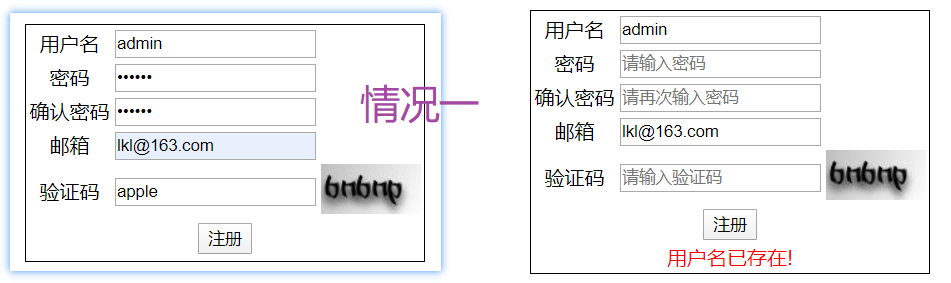 用户名 admin
密码 ••••••
确认密码 ••••••
邮箱 lkl@163.com
验证码 apple
注册
情况一
用户名 admin
密码 请输入密码
确认密码 请再次输入密码
邮箱 lkl@163.com
验证码 请输入验证码
注册
用户名已存在!